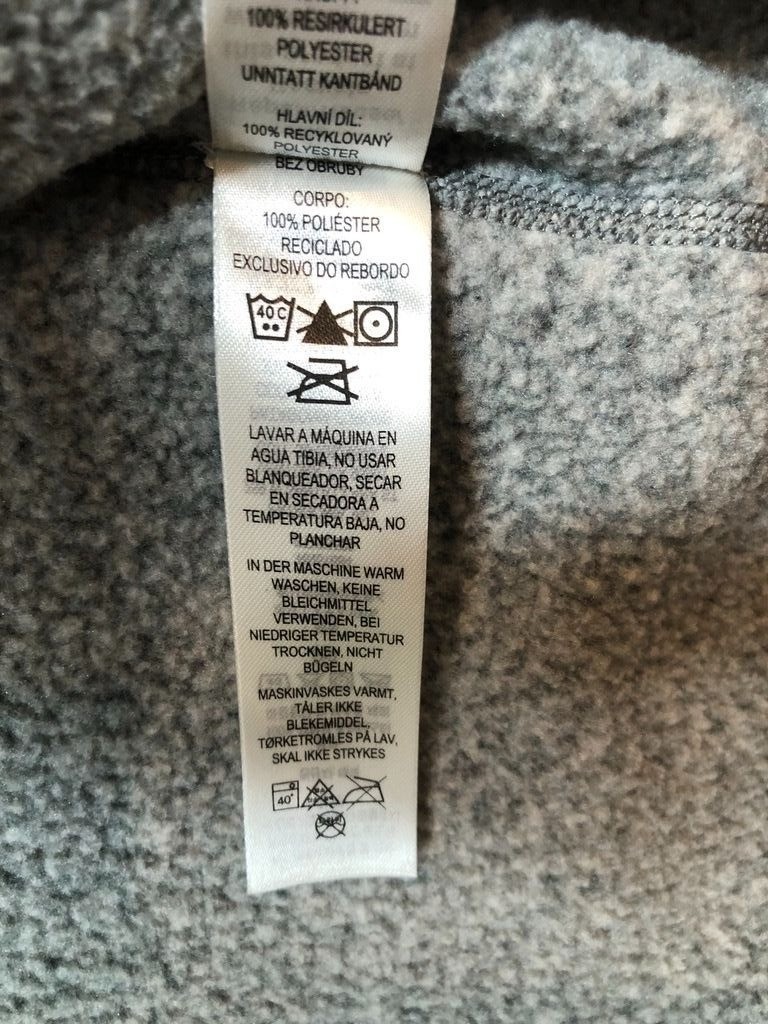 100% RESIRKULERT
POLYESTER
UNNTATT KANTBÅND
HLAVNÍ DÍL:
100% RECYKLOVANÝ
POLYESTER
BEZ OBRUBY
CORPO:
100% POLIÉSTER
RECICLADO
EXCLUSIVO DO REBORDO
40 C
LAVAR A MÁQUINA EN
AGUA TIBIA, NO USAR
BLANQUEADOR, SECAR
EN SECADORA A
TEMPERATURA BAJA, NO
PLANCHAR
IN DER MASCHINE WARM
WASCHEN, KEINE
BLEICHMITTEL
VERWENDEN, BEI
NIEDRIGER TEMPERATUR
TROCKNEN, NICHT
BÜGELN
MASKINVASKES VARMT,
TÅLER IKKE
BLEKEMIDDEL,
TØRKETROMLES PÅ LAV,
SKAL IKKE STRYKES
40°